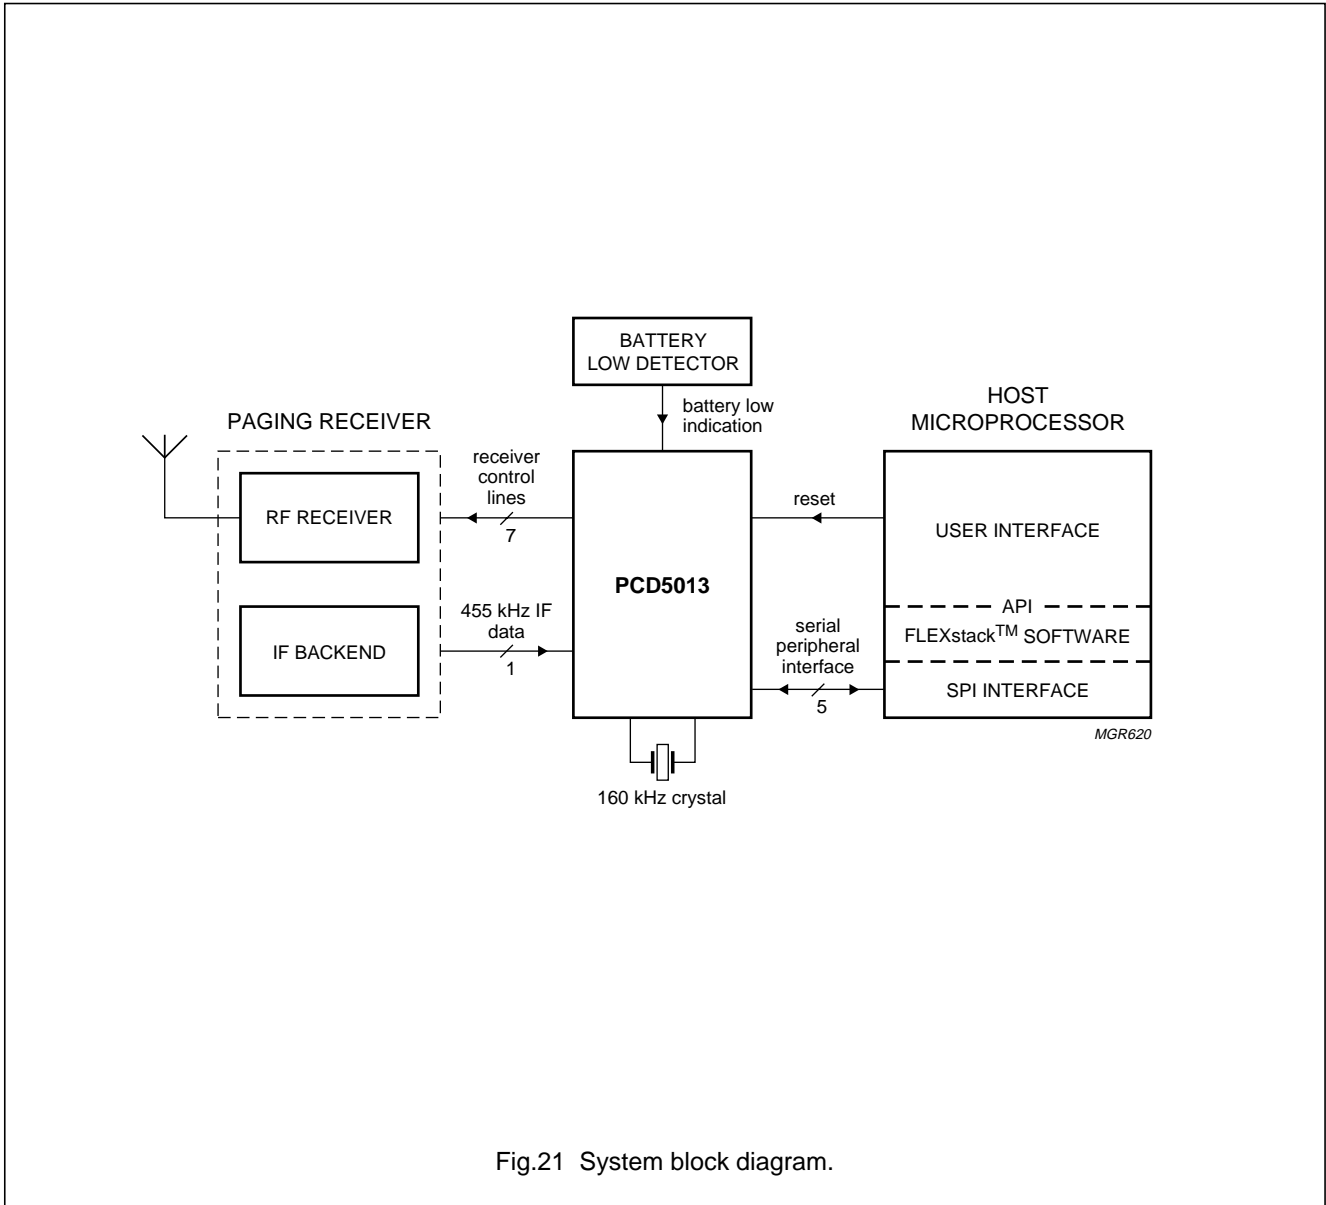 BATTERY
LOW DETECTOR
battery low
indication
HOST
MICROPROCESSOR
PAGING RECEIVER
receiver
control
lines
7
RF RECEIVER
reset
USER INTERFACE
PCD5013
455 kHz IF
data
1
IF BACKEND
serial
peripheral
interface
5
API
FLEXstack™ SOFTWARE
SPI INTERFACE
MGR620
160 kHz crystal
Fig.21 System block diagram.